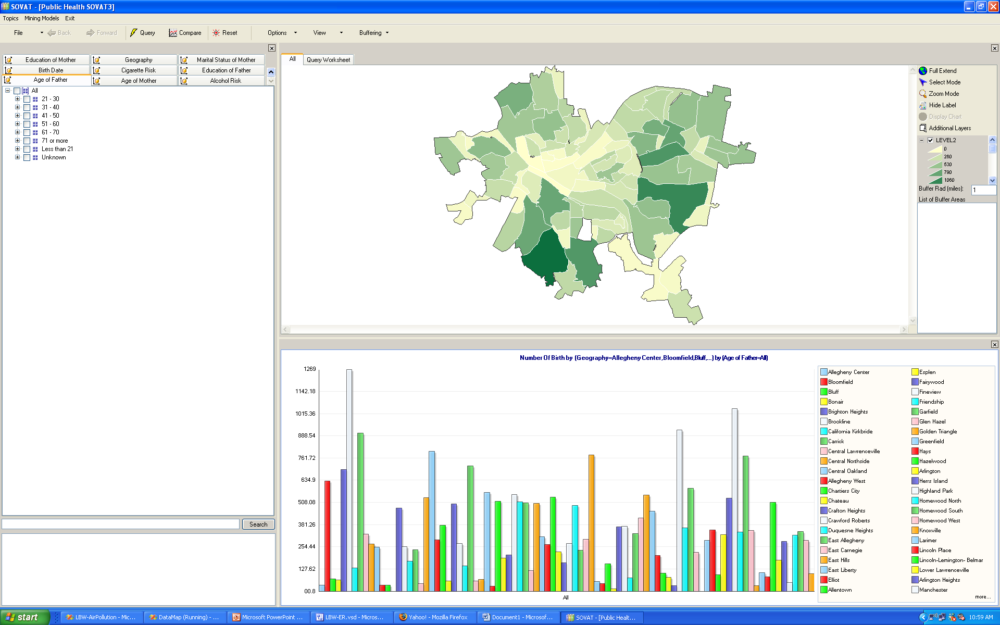 SOVAT - [Public Health SOVAT3]
Topics Mining Models Exit
File Back Forward Query Compare Reset Options View Buffering
Education of Mother Geography Marital Status of Mother
Birth Date Cigarette Risk Education of Father
Age of Father Age of Mother Alcohol Risk
All
21 - 30
31 - 40
41 - 50
51 - 60
61 - 70
71 or more
Less than 21
Unknown
Search
All Query Worksheet
Full Extend
Select Mode
Zoom Mode
Hide Label
Display Chart
Additional Layers
LEVEL2
0
260
530
790
1060
Buffer Rad (miles): 1
List of Buffer Areas
Number Of Birth by (Geography=Allegheny Center,Bloomfield,Bluff,...) by (Age of Father=All)
1269
1142.18
1015.36
888.54
761.72
634.9
508.08
381.26
254.44
127.62
00.8
All
Allegheny Center Esplen
Bloomfield Fairywood
Bluff Fineview
Bonair Friendship
Brighton Heights Garfield
Brookline Glen Hazel
California Kirkbride Golden Triangle
Carrick Greenfield
Central Lawrenceville Hays
Central Northside Hazelwood
Central Oakland Arlington
Allegheny West Herrs Island
Chartiers City Highland Park
Chateau Homewood North
Crafton Heights Homewood South
Crawford Roberts Homewood West
Duquesne Heights Knoxville
East Allegheny Larimer
East Carnegie Lincoln Place
East Hills Lincoln-Lemington- Belmar
East Liberty Lower Lawrenceville
Elliot Arlington Heights
Allentown Manchester
more...
start LBW-AirPollution - Mic... DataMap (Running) - ... Microsoft PowerPoint ... LBW-ER.vsd - Micros... Yahoo! - Mozilla Firefox Document1 - Microsof... SOVAT - [Public Healt... 10:59 AM